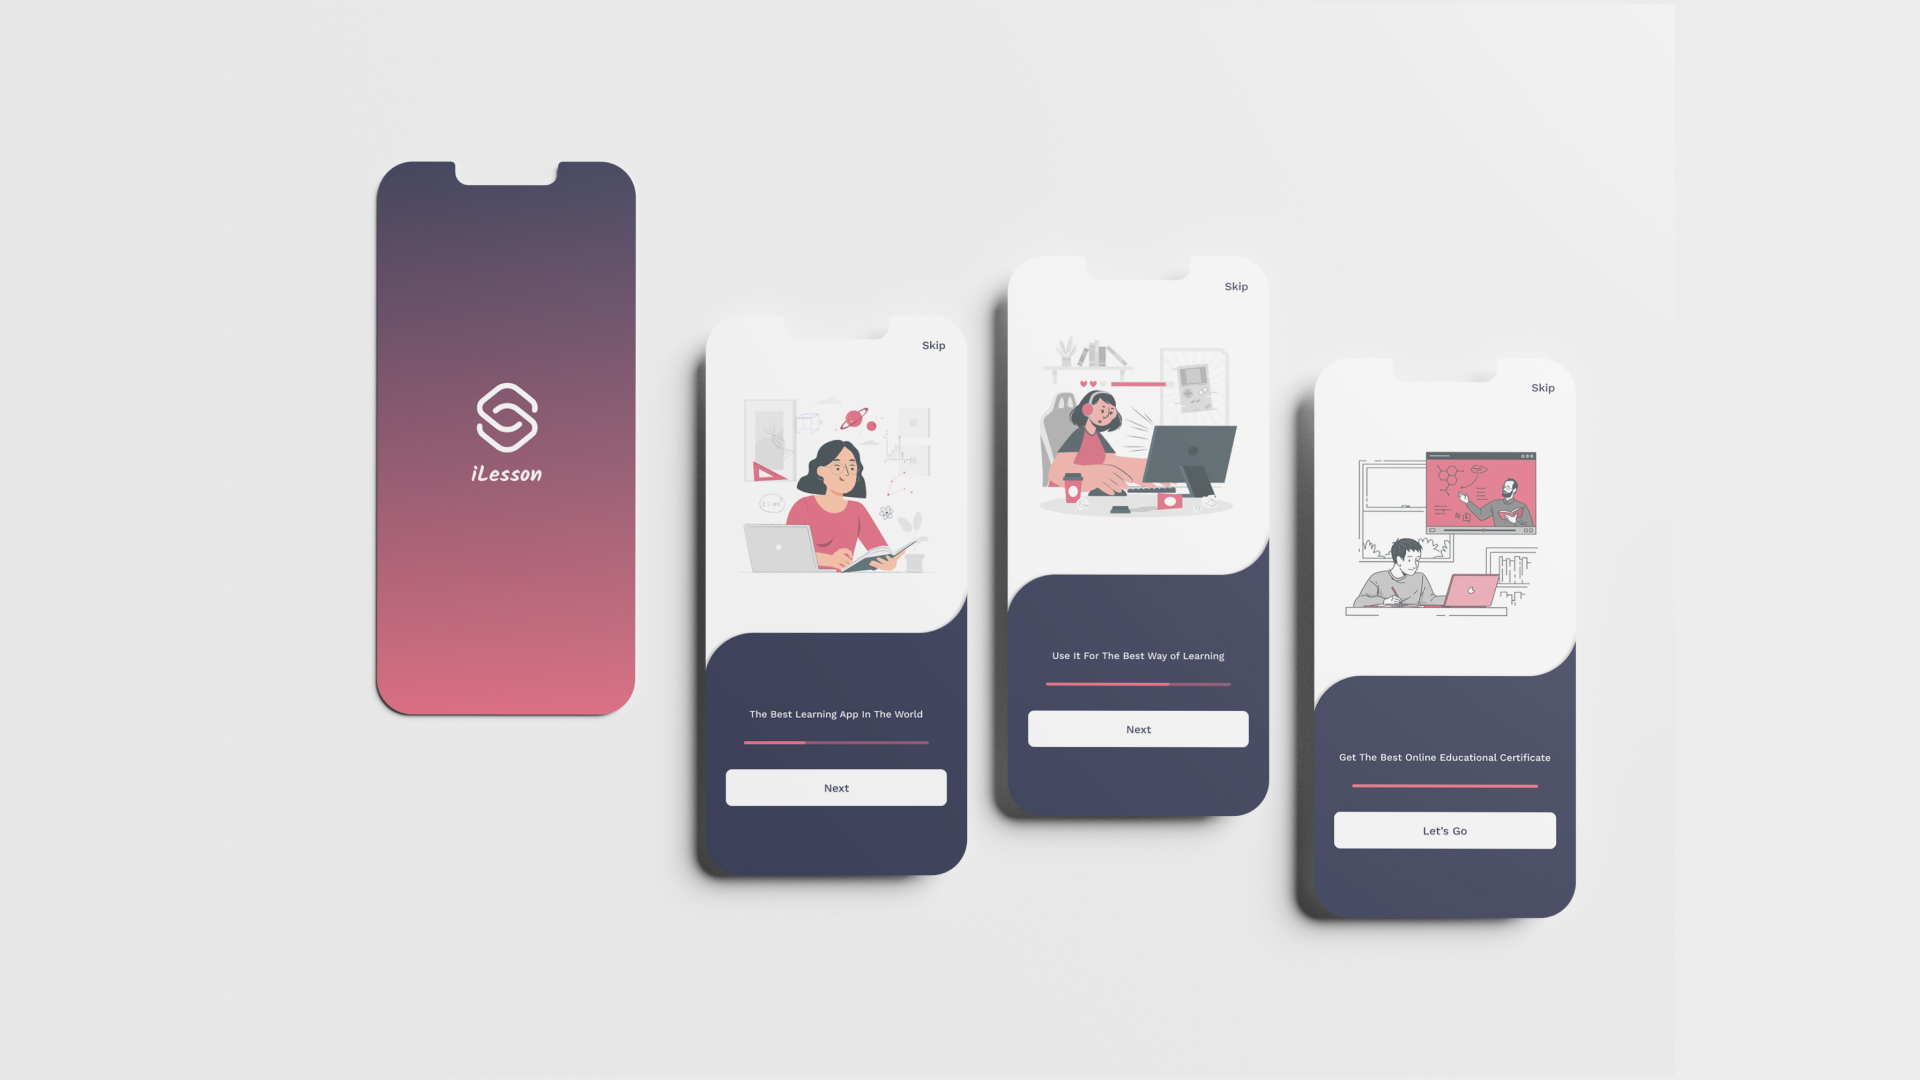 iLesson
Skip
The Best Learning App In The World
Next
Skip
Use It For The Best Way of Learning
Next
Skip
Get The Best Online Educational Certificate
Let's Go